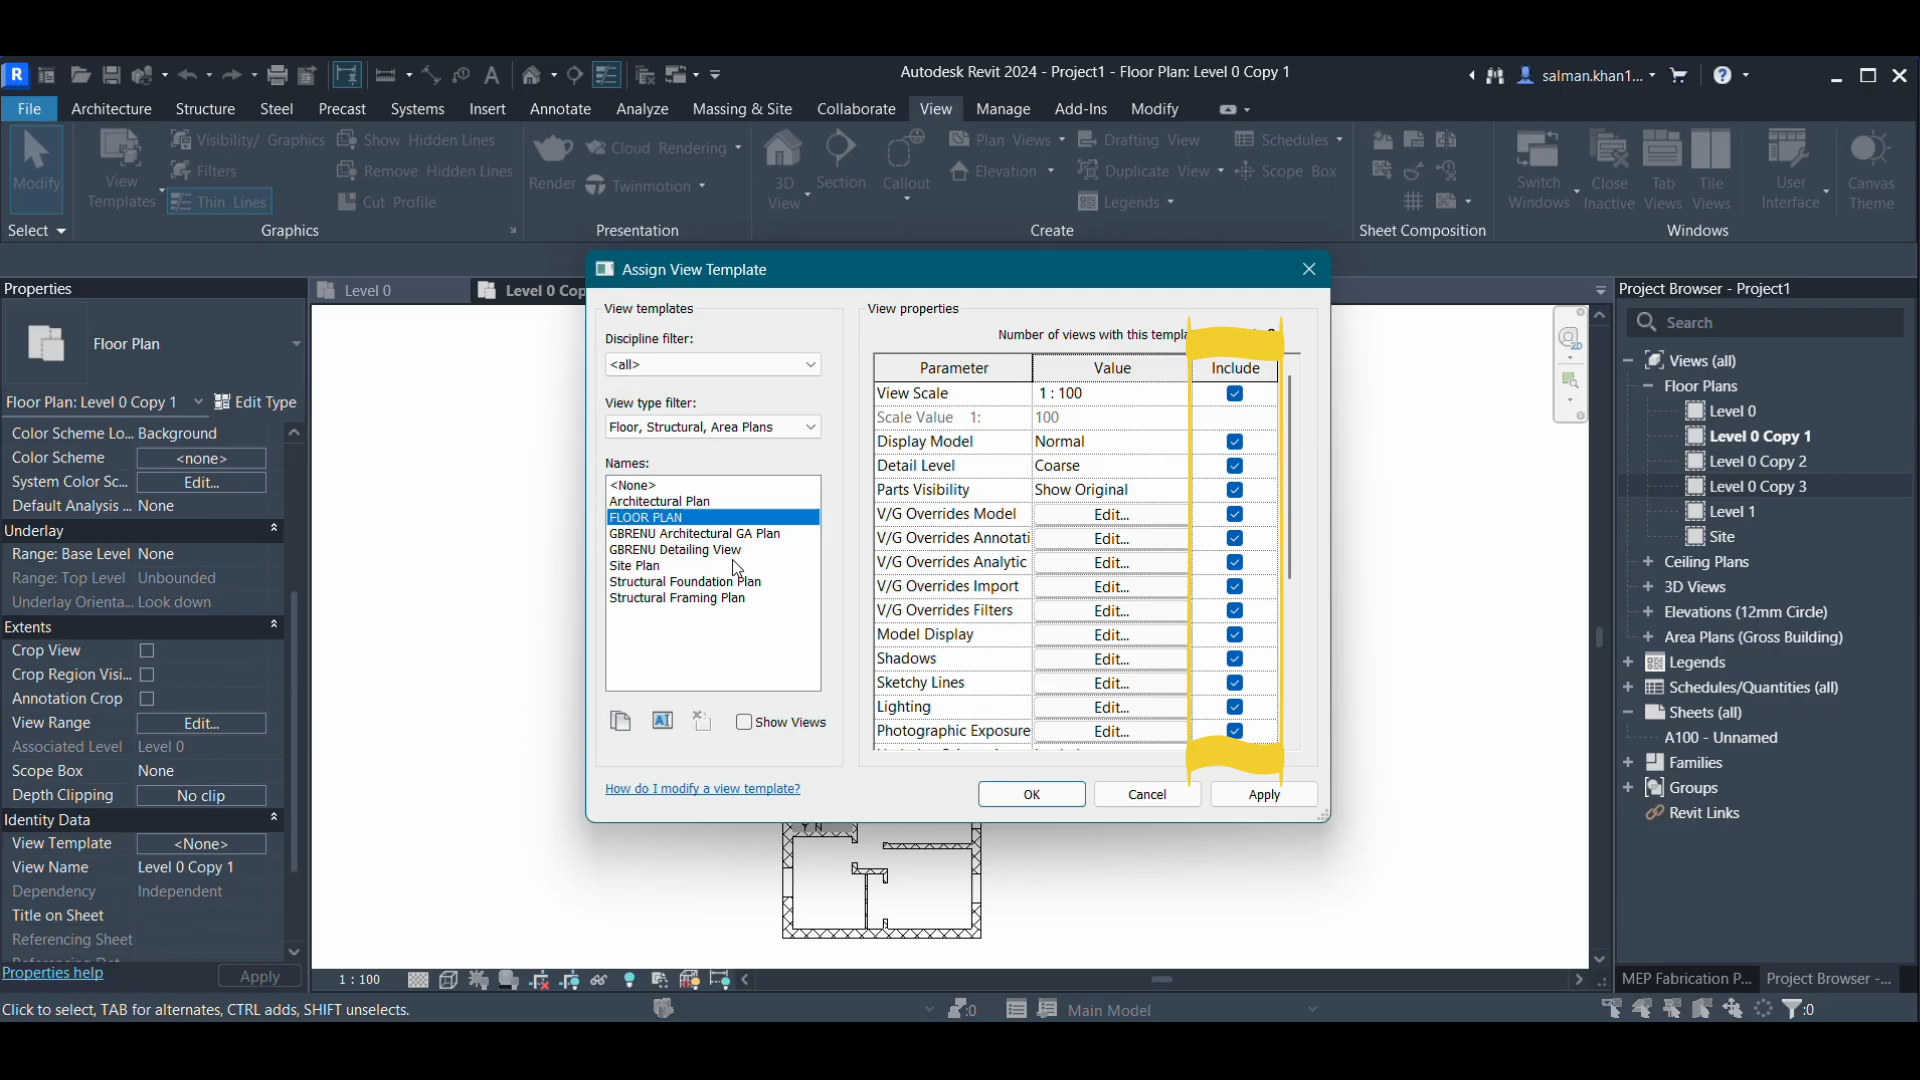 R
Autodesk Revit 2024 - Project1 - Floor Plan: Level 0 Copy 1
salman.khan1...
File Architecture Structure Steel Precast Systems Insert Annotate Analyze Massing & Site Collaborate View Manage Add-Ins Modify
Modify
View Templates
Visibility/ Graphics
Filters
Thin Lines
Show Hidden Lines
Remove Hidden Lines
Cut Profile
Render
Cloud Rendering
Twinmotion
3D View
Section
Callout
Plan Views
Elevation
Drafting View
Duplicate View
Legends
Schedules
Scope Box
Switch Windows
Close Inactive
Tab Views
Tile Views
User Interface
Canvas Theme
Select
Graphics
Presentation
Create
Sheet Composition
Windows
Properties
Floor Plan
Floor Plan: Level 0 Copy 1
Edit Type
Color Scheme Lo... Background
Color Scheme <none>
System Color Sc... Edit...
Default Analysis ... None
Underlay
Range: Base Level None
Range: Top Level Unbounded
Underlay Orienta... Look down
Extents
Crop View
Crop Region Visi...
Annotation Crop
View Range Edit...
Associated Level Level 0
Scope Box None
Depth Clipping No clip
Identity Data
View Template <None>
View Name Level 0 Copy 1
Dependency Independent
Title on Sheet
Referencing Sheet
Properties help
Apply
Level 0
Level 0 Cop
Assign View Template
View templates
Discipline filter:
<all>
View type filter:
Floor, Structural, Area Plans
Names:
<None>
Architectural Plan
FLOOR PLAN
GBRENU Architectural GA Plan
GBRENU Detailing View
Site Plan
Structural Foundation Plan
Structural Framing Plan
Show Views
How do I modify a view template?
View properties
Number of views with this templa
Parameter Value Include
View Scale 1 : 100
Scale Value 1: 100
Display Model Normal
Detail Level Coarse
Parts Visibility Show Original
V/G Overrides Model Edit...
V/G Overrides Annotati Edit...
V/G Overrides Analytic Edit...
V/G Overrides Import Edit...
V/G Overrides Filters Edit...
Model Display Edit...
Shadows Edit...
Sketchy Lines Edit...
Lighting Edit...
Photographic Exposure Edit...
OK
Cancel
Apply
2D
Project Browser - Project1
Search
Views (all)
Floor Plans
Level 0
Level 0 Copy 1
Level 0 Copy 2
Level 0 Copy 3
Level 1
Site
Ceiling Plans
3D Views
Elevations (12mm Circle)
Area Plans (Gross Building)
Legends
Schedules/Quantities (all)
Sheets (all)
A100 - Unnamed
Families
Groups
Revit Links
1 : 100
MEP Fabrication P...
Project Browser -...
Click to select, TAB for alternates, CTRL adds, SHIFT unselects.
:0
Main Model
:0